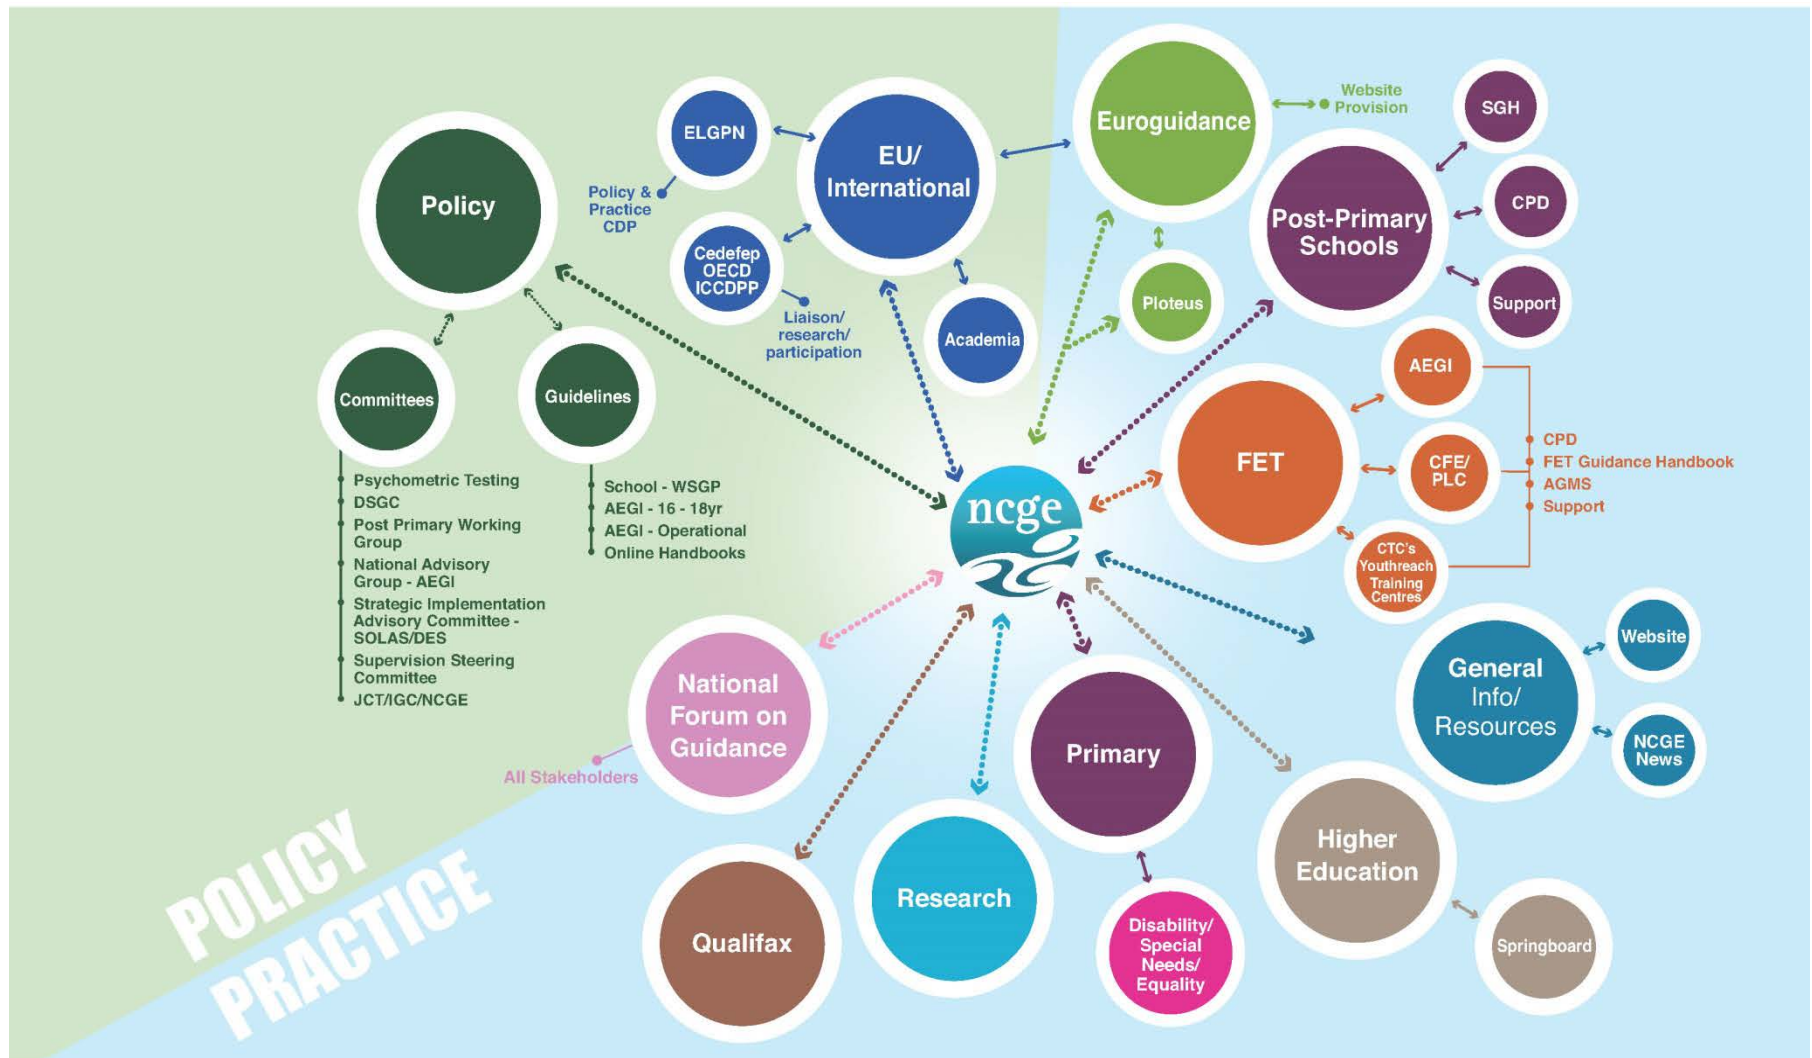 Policy
Committees
Psychometric Testing
DSGC
Post Primary Working
Group
National Advisory
Group - AEGI
Strategic Implementation
Advisory Committee -
SOLAS/DES
Supervision Steering
Committee
JCT/IGC/NCGE
Guidelines
School - WSGP
AEGI - 16 - 18yr
AEGI - Operational
Online Handbooks
ELGPN
Policy &
Practice
CDP
EU/
International
Cedefep
OECD
ICCDPP
Liaison/
research/
participation
Academia
Euroguidance
Website
Provision
Ploteus
Post-Primary
Schools
SGH
CPD
Support
FET
AEGI
CFE/
PLC
CTC's
Youthreach
Training
Centres
CPD
FET Guidance Handbook
AGMS
Support
ncge
General
Info/
Resources
Website
NCGE
News
Higher
Education
Springboard
Primary
Disability/
Special
Needs/
Equality
Research
Qualifax
National
Forum on
Guidance
All Stakeholders
POLICY
PRACTICE